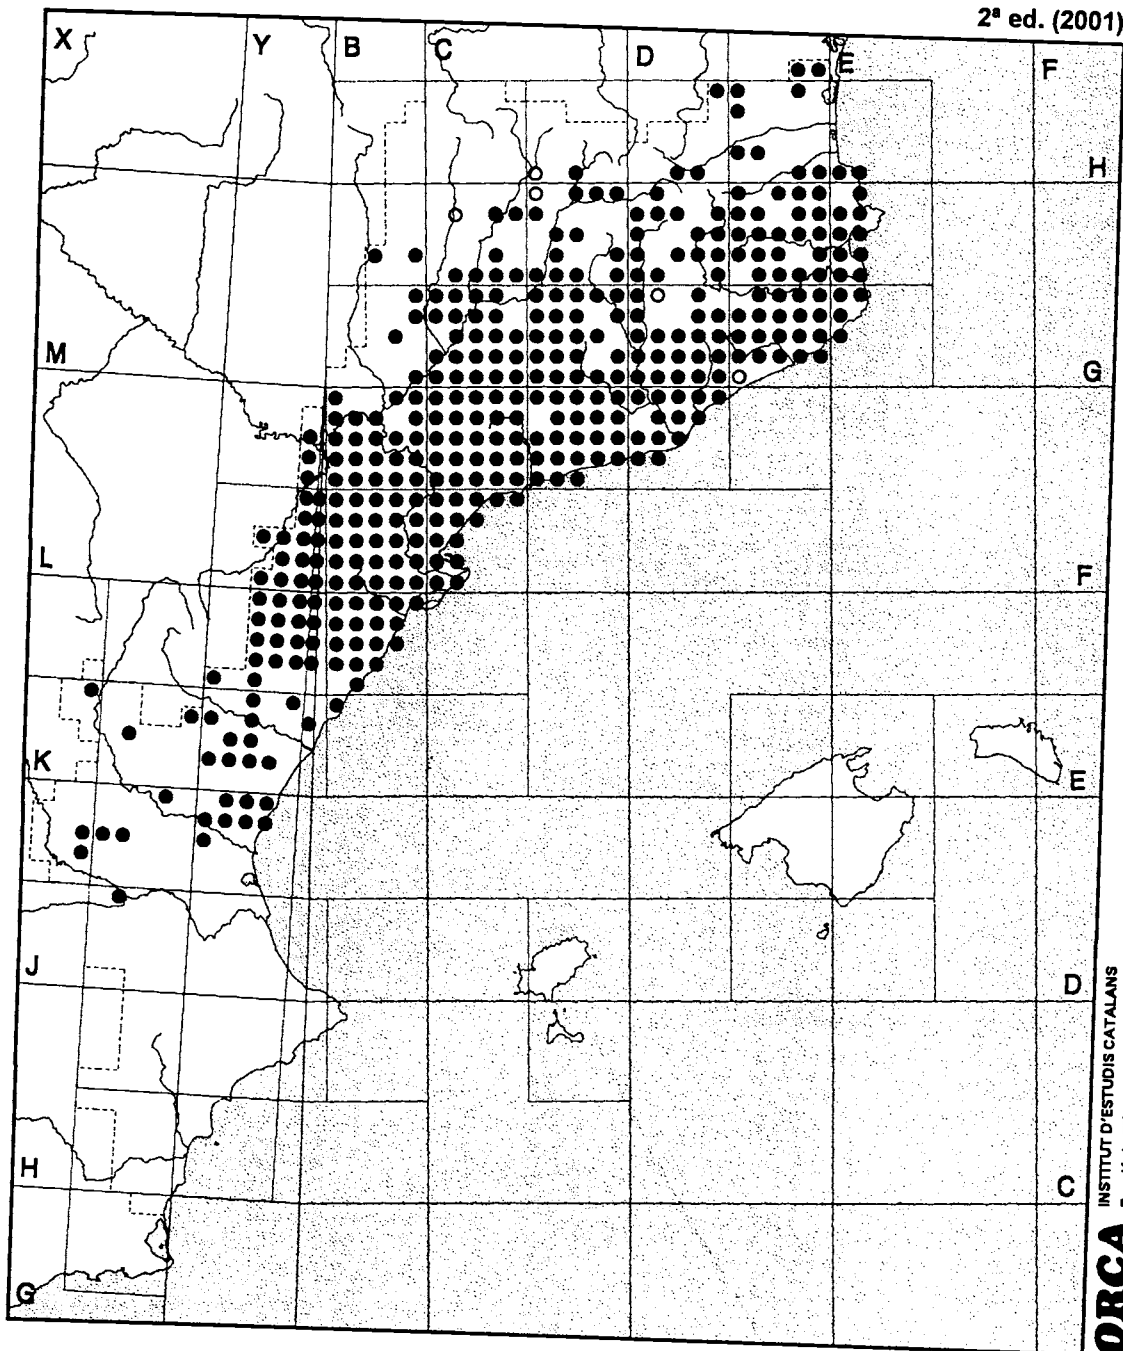 2ª ed. (2001)
X Y B C D E F
H
M G
L F
K E
J D
H C
G
ORCA INSTITUT D'ESTUDIS CATALANS